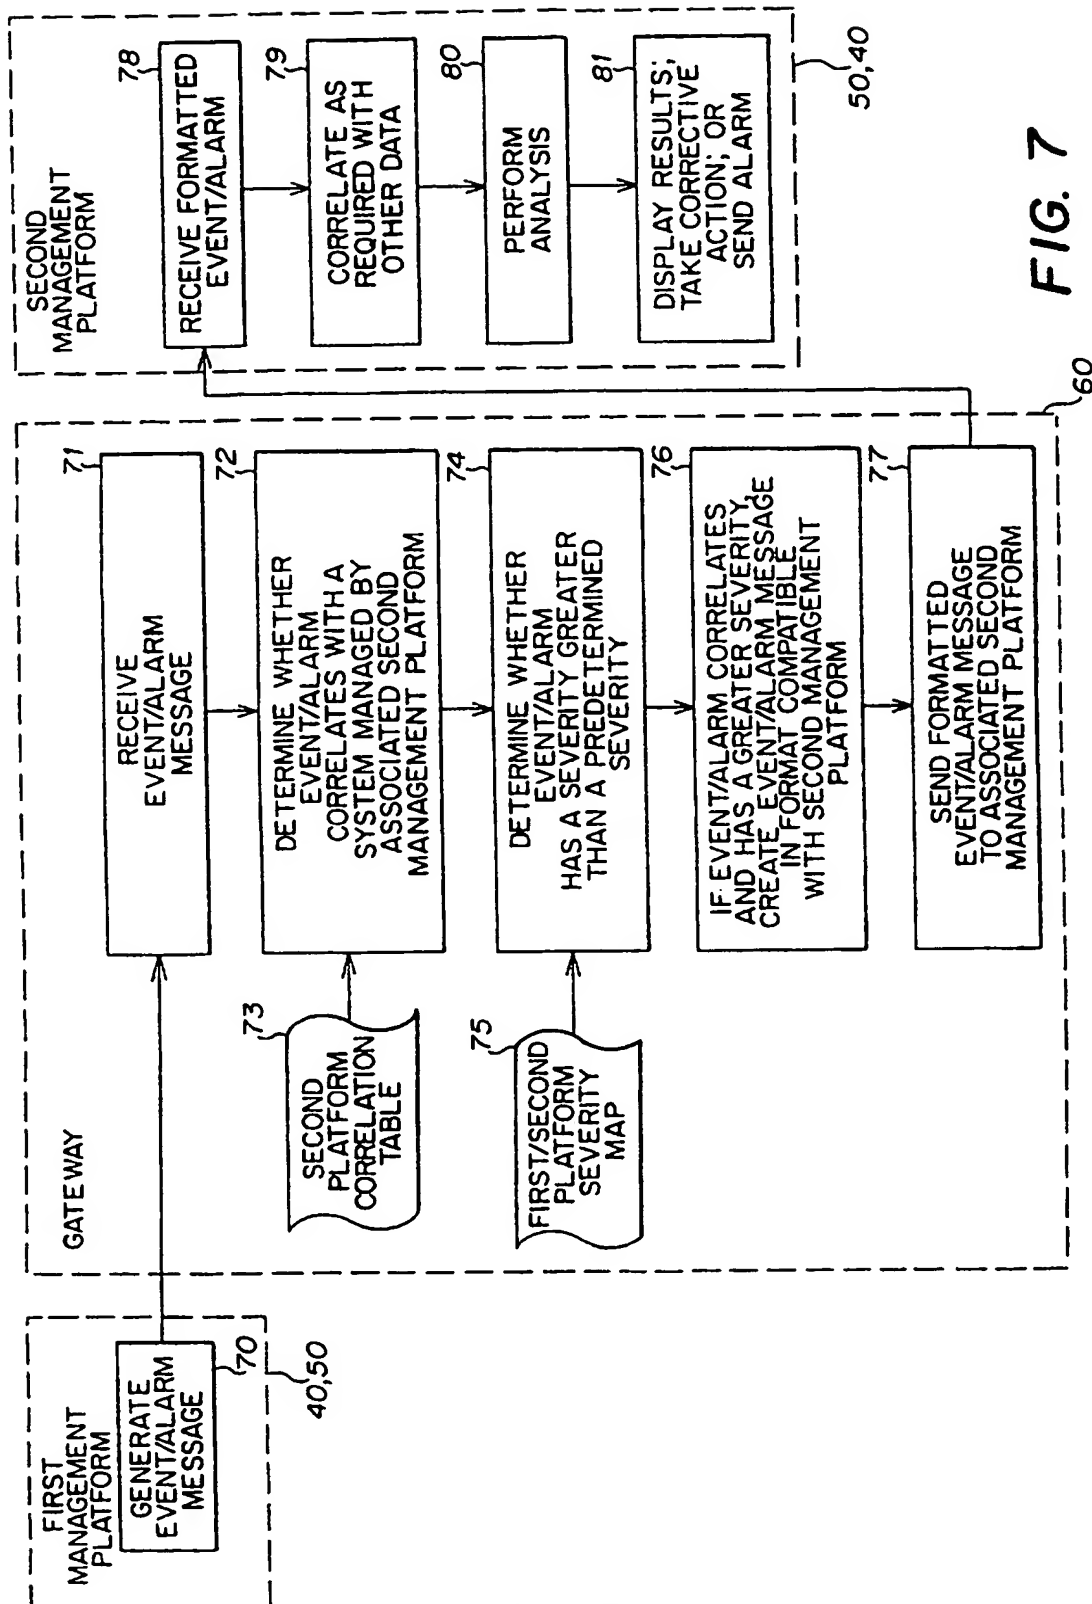 FIRST
MANAGEMENT
PLATFORM
GENERATE
EVENT/ALARM
MESSAGE
70
40,50
GATEWAY
RECEIVE
EVENT/ALARM
MESSAGE
71
DETERMINE WHETHER
EVENT/ALARM
CORRELATES WITH A
SYSTEM MANAGED BY
ASSOCIATED SECOND
MANAGEMENT PLATFORM
72
SECOND
PLATFORM
CORRELATION
TABLE
73
DETERMINE WHETHER
EVENT/ALARM
HAS A SEVERITY GREATER
THAN A PREDETERMINED
SEVERITY
74
FIRST/SECOND
PLATFORM
SEVERITY
MAP
75
IF EVENT/ALARM CORRELATES
AND HAS A GREATER SEVERITY,
CREATE EVENT/ALARM MESSAGE
IN FORMAT COMPATIBLE
WITH SECOND MANAGEMENT
PLATFORM
76
SEND FORMATTED
EVENT/ALARM MESSAGE
TO ASSOCIATED SECOND
MANAGEMENT PLATFORM
77
60
SECOND
MANAGEMENT
PLATFORM
RECEIVE FORMATTED
EVENT/ALARM
78
CORRELATE AS
REQUIRED WITH
OTHER DATA
79
PERFORM
ANALYSIS
80
DISPLAY RESULTS;
TAKE CORRECTIVE
ACTION; OR
SEND ALARM
81
50,40
FIG. 7